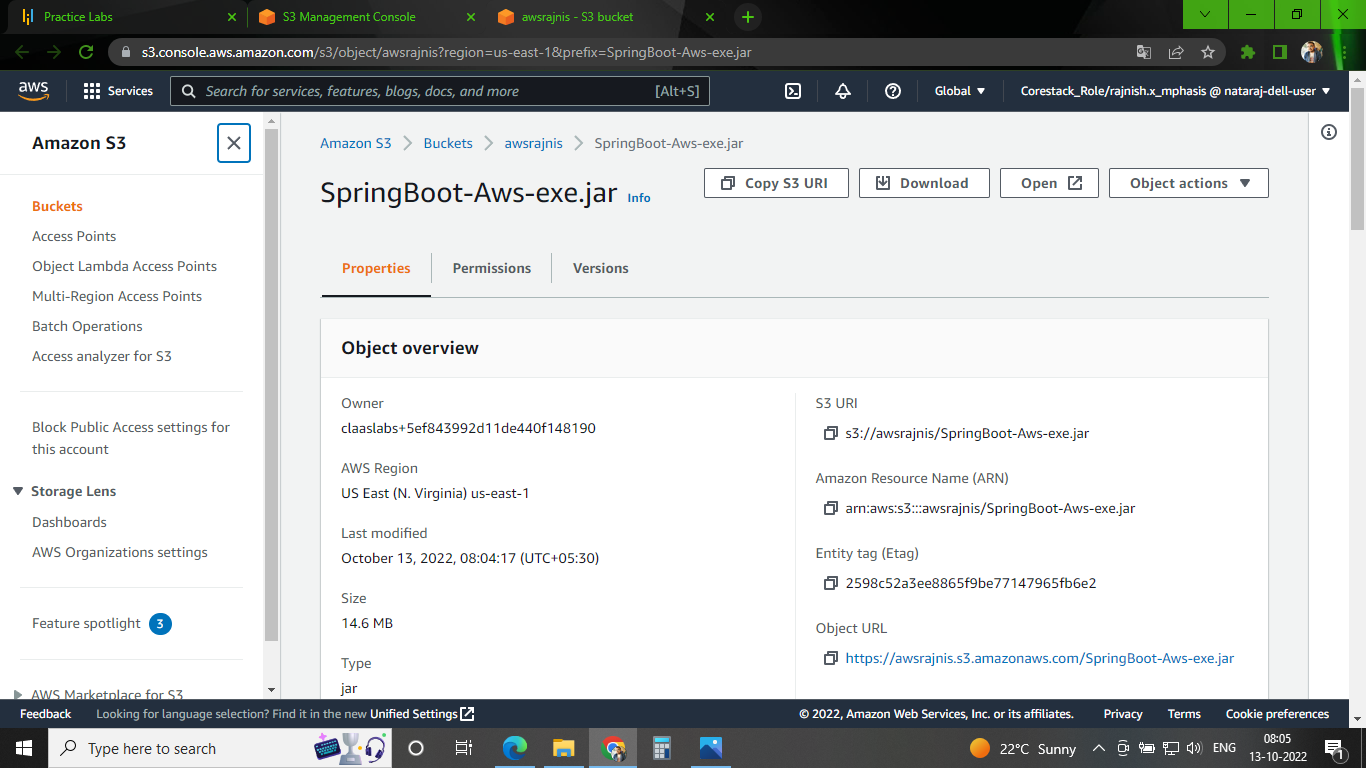 Practice Labs
S3 Management Console
awsrajnis - S3 bucket
s3.console.aws.amazon.com/s3/object/awsrajnis?region=us-east-1&prefix=SpringBoot-Aws-exe.jar
aws
Services
Search for services, features, blogs, docs, and more
[Alt+S]
Global
Corestack_Role/rajnish.x_mphasis @ nataraj-dell-user
Amazon S3
Buckets
Access Points
Object Lambda Access Points
Multi-Region Access Points
Batch Operations
Access analyzer for S3
Block Public Access settings for
this account
Storage Lens
Dashboards
AWS Organizations settings
Feature spotlight 3
AWS Marketplace for S3
Amazon S3 > Buckets > awsrajnis > SpringBoot-Aws-exe.jar
SpringBoot-Aws-exe.jar Info
Copy S3 URI
Download
Open
Object actions
Properties
Permissions
Versions
Object overview
Owner
claaslabs+5ef843992d11de440f148190
AWS Region
US East (N. Virginia) us-east-1
Last modified
October 13, 2022, 08:04:17 (UTC+05:30)
Size
14.6 MB
Type
jar
S3 URI
s3://awsrajnis/SpringBoot-Aws-exe.jar
Amazon Resource Name (ARN)
arn:aws:s3:::awsrajnis/SpringBoot-Aws-exe.jar
Entity tag (Etag)
2598c52a3ee8865f9be77147965fb6e2
Object URL
https://awsrajnis.s3.amazonaws.com/SpringBoot-Aws-exe.jar
Feedback
Looking for language selection? Find it in the new Unified Settings
© 2022, Amazon Web Services, Inc. or its affiliates.
Privacy
Terms
Cookie preferences
Type here to search
22°C Sunny
ENG
08:05
13-10-2022
1